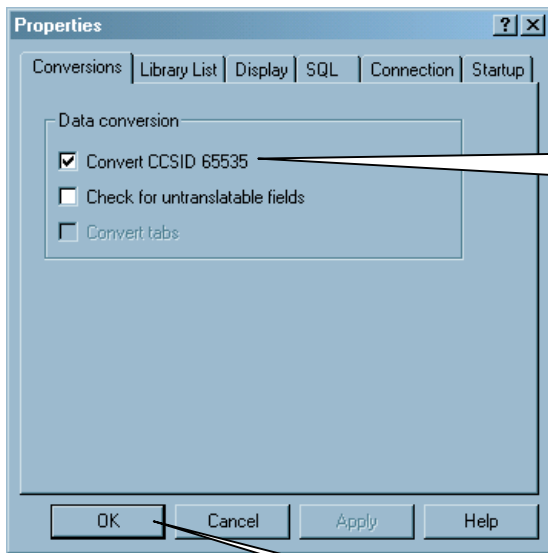 Properties
Conversions Library List Display SQL Connection Startup
Data conversion
Convert CCSID 65535
Check for untranslatable fields
Convert tabs
OK Cancel Apply Help